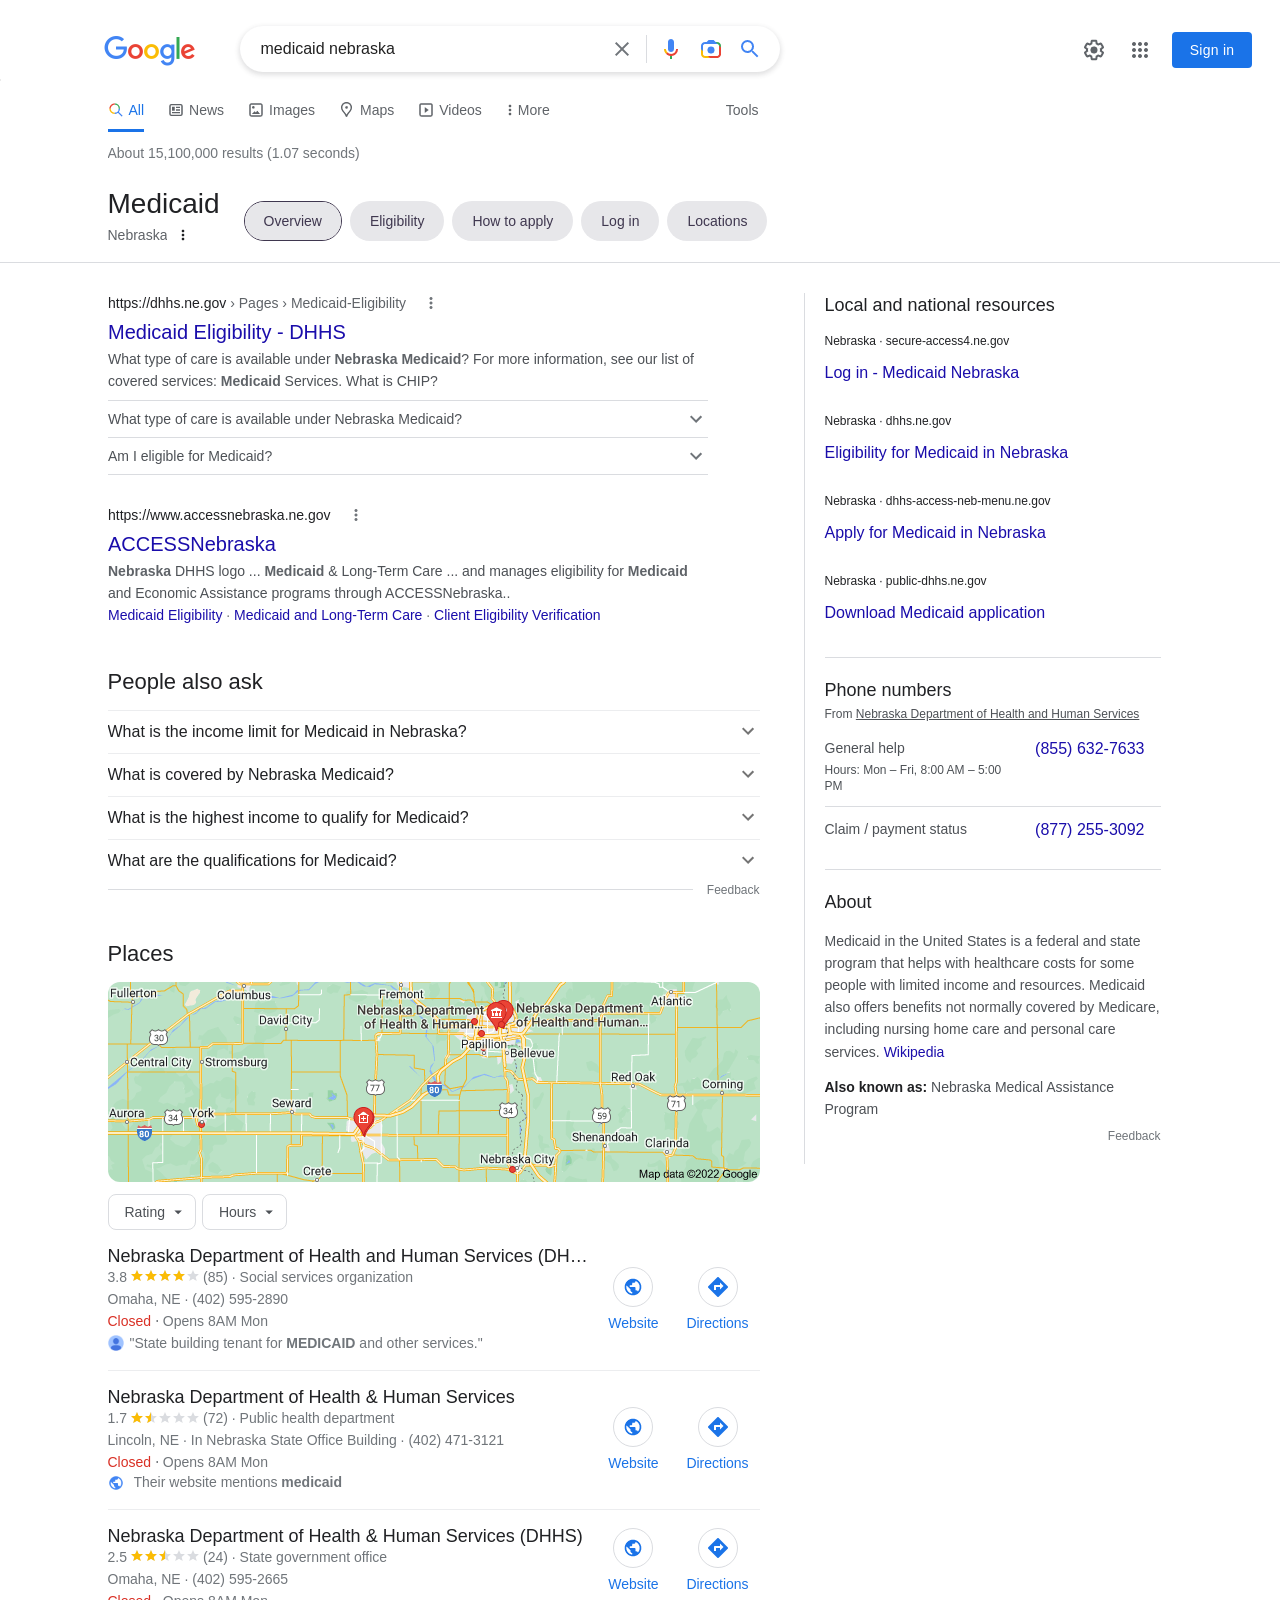 Google
medicaid nebraska
Sign in
All
News
Images
Maps
Videos
More
Tools
About 15,100,000 results (1.07 seconds)
Medicaid
Nebraska
Overview
Eligibility
How to apply
Log in
Locations
https://dhhs.ne.gov › Pages › Medicaid-Eligibility
Medicaid Eligibility - DHHS
What type of care is available under Nebraska Medicaid? For more information, see our list of
covered services: Medicaid Services. What is CHIP?
What type of care is available under Nebraska Medicaid?
Am I eligible for Medicaid?
https://www.accessnebraska.ne.gov
ACCESSNebraska
Nebraska DHHS logo ... Medicaid & Long-Term Care ... and manages eligibility for Medicaid
and Economic Assistance programs through ACCESSNebraska..
Medicaid Eligibility · Medicaid and Long-Term Care · Client Eligibility Verification
People also ask
What is the income limit for Medicaid in Nebraska?
What is covered by Nebraska Medicaid?
What is the highest income to qualify for Medicaid?
What are the qualifications for Medicaid?
Feedback
Places
Fullerton
Columbus
Fremont
Atlantic
David City
Nebraska Department
of Health & Human...
Nebraska Department
of Health and Human...
30
Papillion
Bellevue
Central City
Stromsburg
77
80
Red Oak
Corning
Seward
Aurora
34
York
34
59
71
80
Shenandoah
Clarinda
Nebraska City
Crete
Map data ©2022 Google
Rating
Hours
Nebraska Department of Health and Human Services (DH…
3.8 (85) · Social services organization
Omaha, NE · (402) 595-2890
Closed · Opens 8AM Mon
"State building tenant for MEDICAID and other services."
Website
Directions
Nebraska Department of Health & Human Services
1.7 (72) · Public health department
Lincoln, NE · In Nebraska State Office Building · (402) 471-3121
Closed · Opens 8AM Mon
Their website mentions medicaid
Website
Directions
Nebraska Department of Health & Human Services (DHHS)
2.5 (24) · State government office
Omaha, NE · (402) 595-2665
Closed · Opens 8AM Mon
Website
Directions
Local and national resources
Nebraska · secure-access4.ne.gov
Log in - Medicaid Nebraska
Nebraska · dhhs.ne.gov
Eligibility for Medicaid in Nebraska
Nebraska · dhhs-access-neb-menu.ne.gov
Apply for Medicaid in Nebraska
Nebraska · public-dhhs.ne.gov
Download Medicaid application
Phone numbers
From Nebraska Department of Health and Human Services
General help
(855) 632-7633
Hours: Mon – Fri, 8:00 AM – 5:00
PM
Claim / payment status
(877) 255-3092
About
Medicaid in the United States is a federal and state
program that helps with healthcare costs for some
people with limited income and resources. Medicaid
also offers benefits not normally covered by Medicare,
including nursing home care and personal care
services. Wikipedia
Also known as: Nebraska Medical Assistance
Program
Feedback